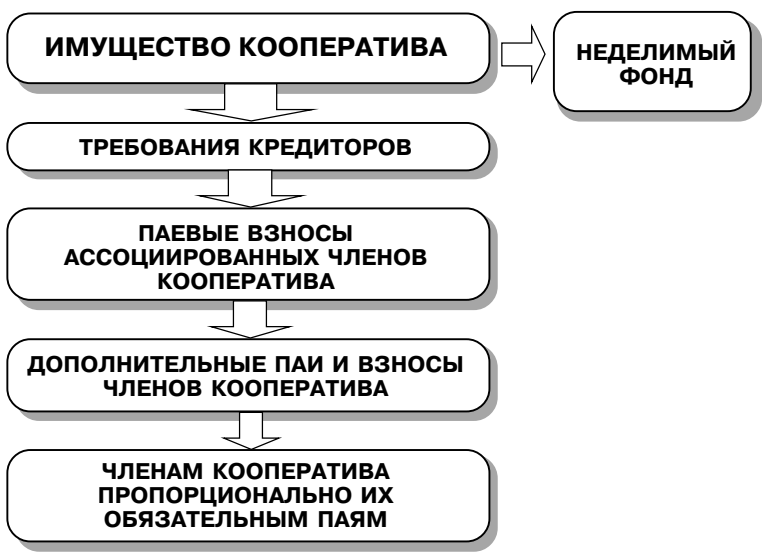 ИМУЩЕСТВО КООПЕРАТИВА
НЕДЕЛИМЫЙ
ФОНД
ТРЕБОВАНИЯ КРЕДИТОРОВ
ПАЕВЫЕ ВЗНОСЫ
АССОЦИИРОВАННЫХ ЧЛЕНОВ
КООПЕРАТИВА
ДОПОЛНИТЕЛЬНЫЕ ПАИ И ВЗНОСЫ
ЧЛЕНОВ КООПЕРАТИВА
ЧЛЕНАМ КООПЕРАТИВА
ПРОПОРЦИОНАЛЬНО ИХ
ОБЯЗАТЕЛЬНЫМ ПАЯМ